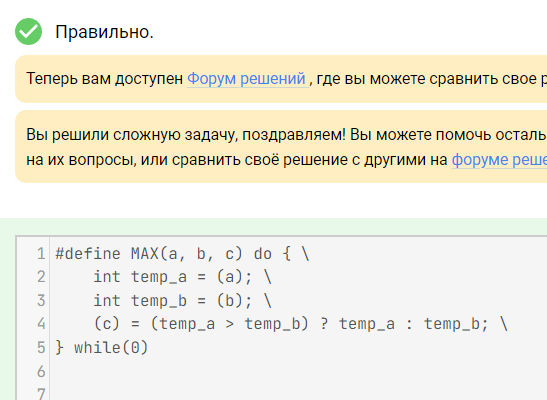 Правильно.
Теперь вам доступен Форум решений , где вы можете сравнить свое
Вы решили сложную задачу, поздравляем! Вы можете помочь
на их вопросы, или сравнить своё решение с другими на форуме
1 #define MAX(a, b, c) do { \
2 int temp_a = (a); \
3 int temp_b = (b); \
4 (c) = (temp_a > temp_b) ? temp_a : temp_b; \
5 } while(0)
6
7